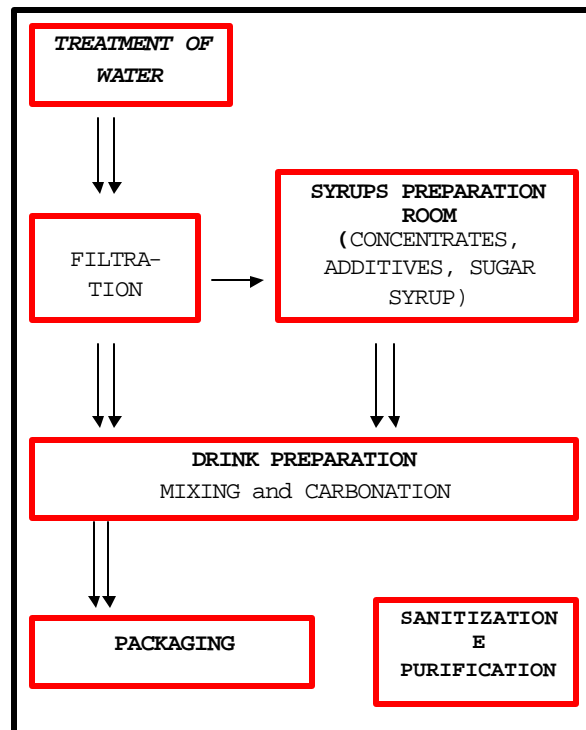 TREATMENT OF
WATER
SYRUPS PREPARATION
ROOM
(CONCENTRATES,
ADDITIVES, SUGAR
SYRUP)
FILTRA-
TION
DRINK PREPARATION
MIXING and CARBONATION
PACKAGING
SANITIZATION
E
PURIFICATION